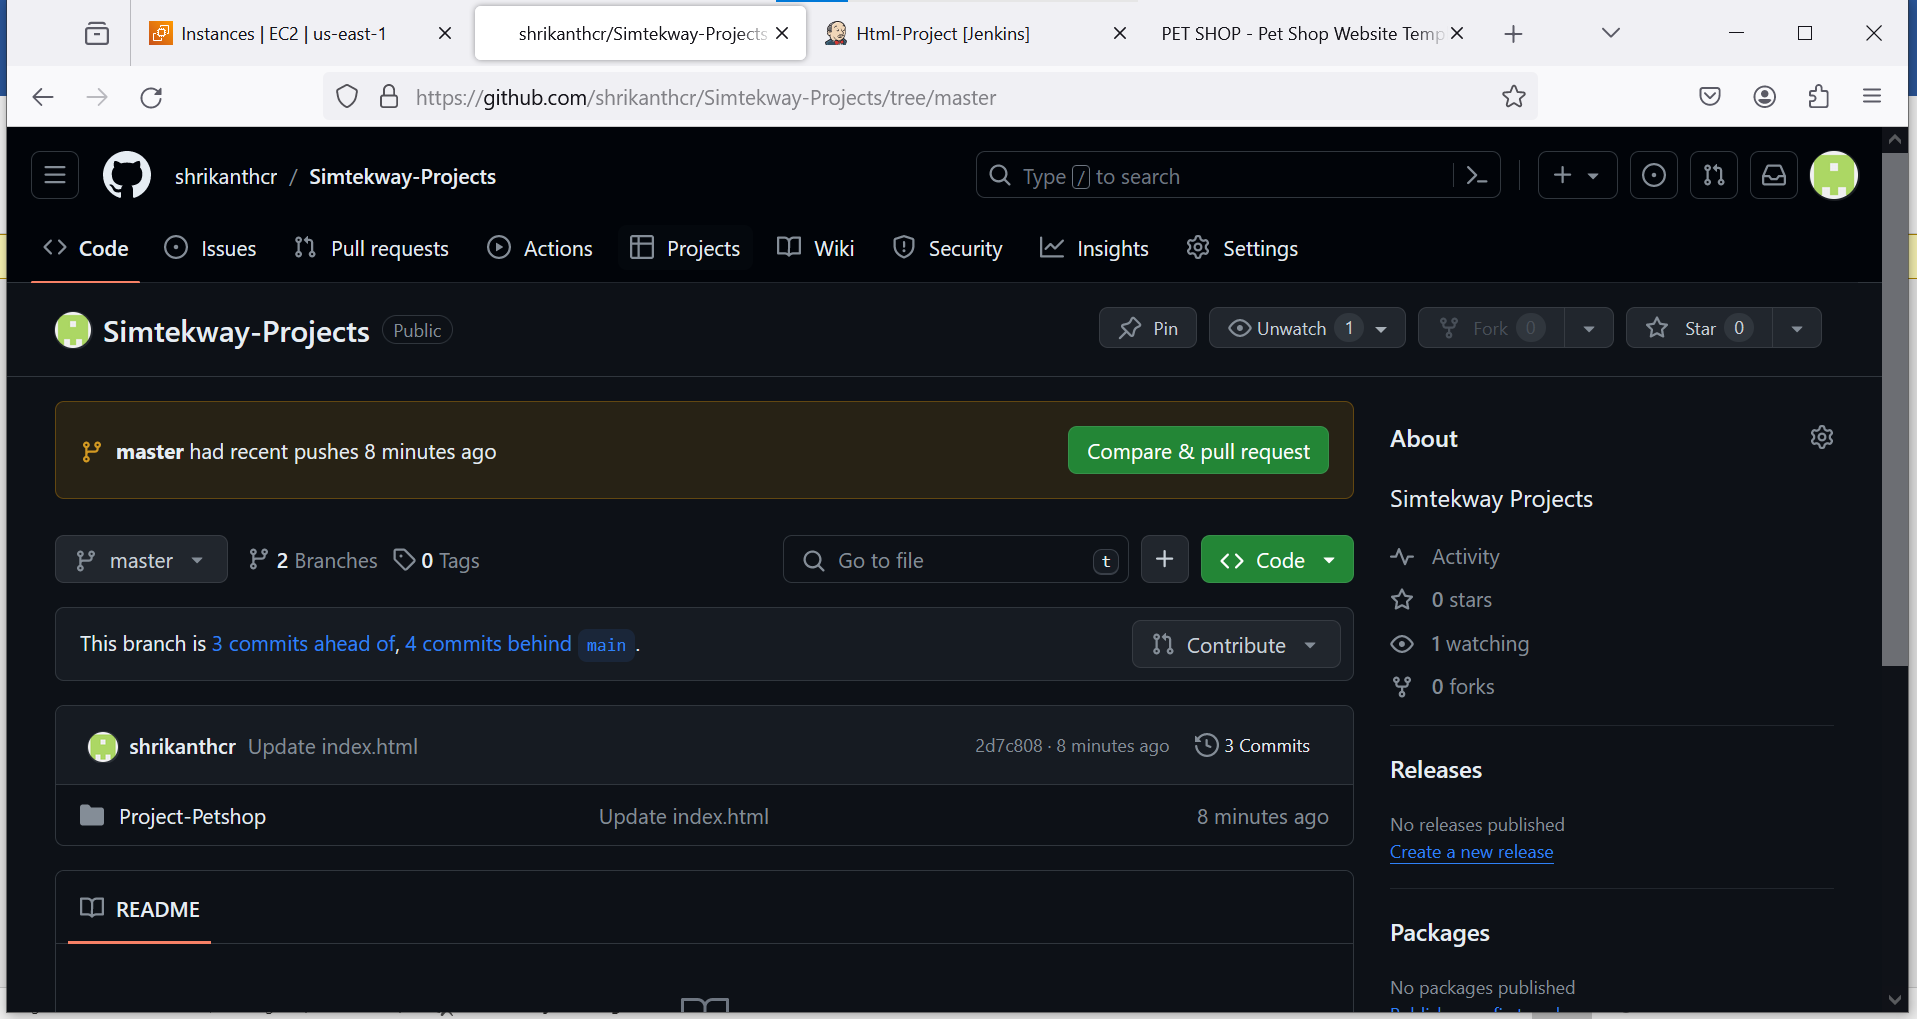 Instances | EC2 | us-east-1
shrikanthcr/Simtekway-Projects
Html-Project [Jenkins]
PET SHOP - Pet Shop Website Temp
https://github.com/shrikanthcr/Simtekway-Projects/tree/master
shrikanthcr / Simtekway-Projects
Type / to search
Code
Issues
Pull requests
Actions
Projects
Wiki
Security
Insights
Settings
Simtekway-Projects Public
Pin
Unwatch 1
Fork 0
Star 0
master had recent pushes 8 minutes ago
Compare & pull request
master
2 Branches
0 Tags
Go to file t
Code
This branch is 3 commits ahead of, 4 commits behind main .
Contribute
shrikanthcr Update index.html 2d7c808 · 8 minutes ago 3 Commits
Project-Petshop Update index.html 8 minutes ago
README
About
Simtekway Projects
Activity
0 stars
1 watching
0 forks
Releases
No releases published
Create a new release
Packages
No packages published